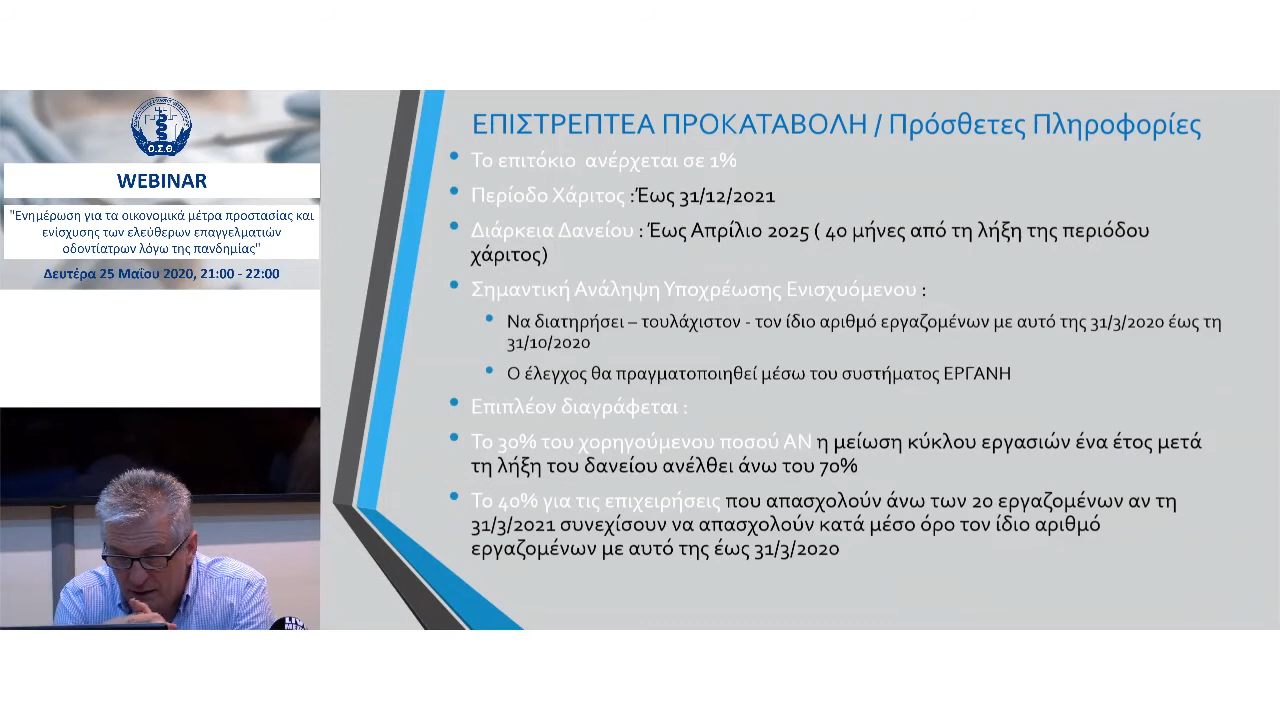 Ο.Σ.Θ.
WEBINAR
"Ενημέρωση για τα οικονομικά μέτρα προστασίας και
ενίσχυσης των ελεύθερων επαγγελματιών
οδοντίατρων λόγω της πανδημίας"
Δευτέρα 25 Μαΐου 2020, 21:00 - 22:00
ΕΠΙΣΤΡΕΠΤΕΑ ΠΡΟΚΑΤΑΒΟΛΗ / Πρόσθετες Πληροφορίες
Το επιτόκιο ανέρχεται σε 1%
Περίοδο Χάριτος :Έως 31/12/2021
Διάρκεια Δανείου : Έως Απρίλιο 2025 ( 40 μήνες από τη λήξη της περιόδου
χάριτος)
Σημαντική Ανάληψη Υποχρέωσης Ενισχυόμενου :
Να διατηρήσει – τουλάχιστον - τον ίδιο αριθμό εργαζομένων με αυτό της 31/3/2020 έως τη
31/10/2020
Ο έλεγχος θα πραγματοποιηθεί μέσω του συστήματος ΕΡΓΑΝΗ
Επιπλέον διαγράφεται :
Το 30% του χορηγούμενου ποσού ΑΝ η μείωση κύκλου εργασιών ένα έτος μετά
τη λήξη του δανείου ανέλθει άνω του 70%
Το 40% για τις επιχειρήσεις που απασχολούν άνω των 20 εργαζομένων αν τη
31/3/2021 συνεχίσουν να απασχολούν κατά μέσο όρο τον ίδιο αριθμό
εργαζομένων με αυτό της έως 31/3/2020